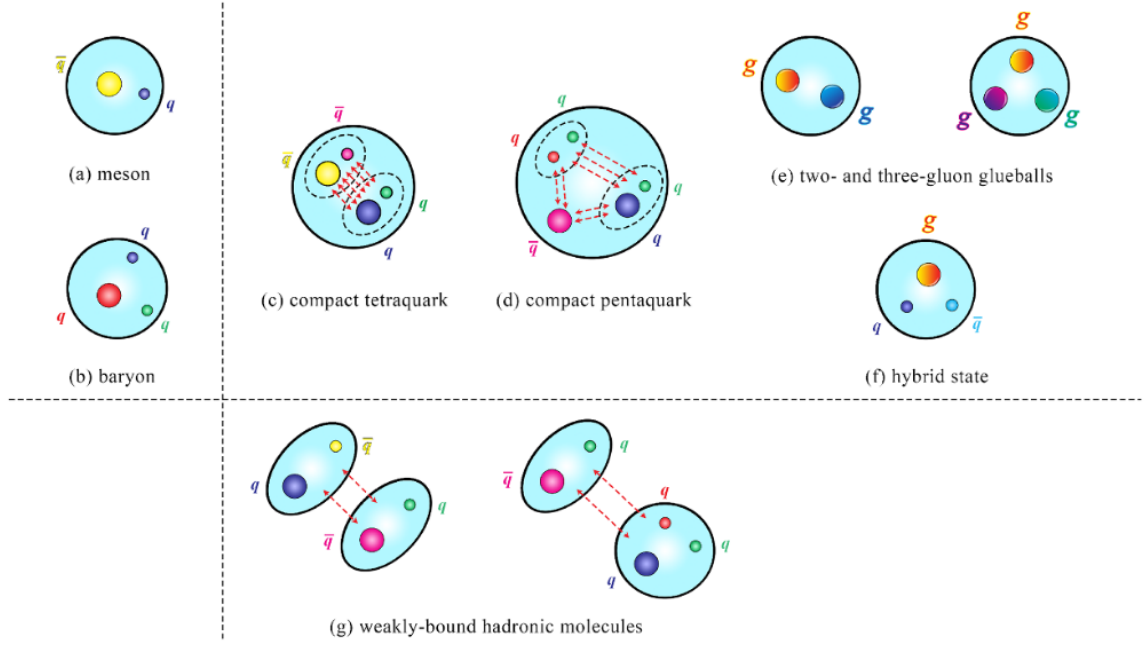 q̅
q
(a) meson
q
q
q
(b) baryon
q̅
q̅
q
q
(c) compact tetraquark
q
q
q
q̅
q
(d) compact pentaquark
g
g
g
g
g
(e) two- and three-gluon glueballs
g
q
q̅
(f) hybrid state
q̅
q
q
q̅
q
q̅
q
q
q
(g) weakly-bound hadronic molecules